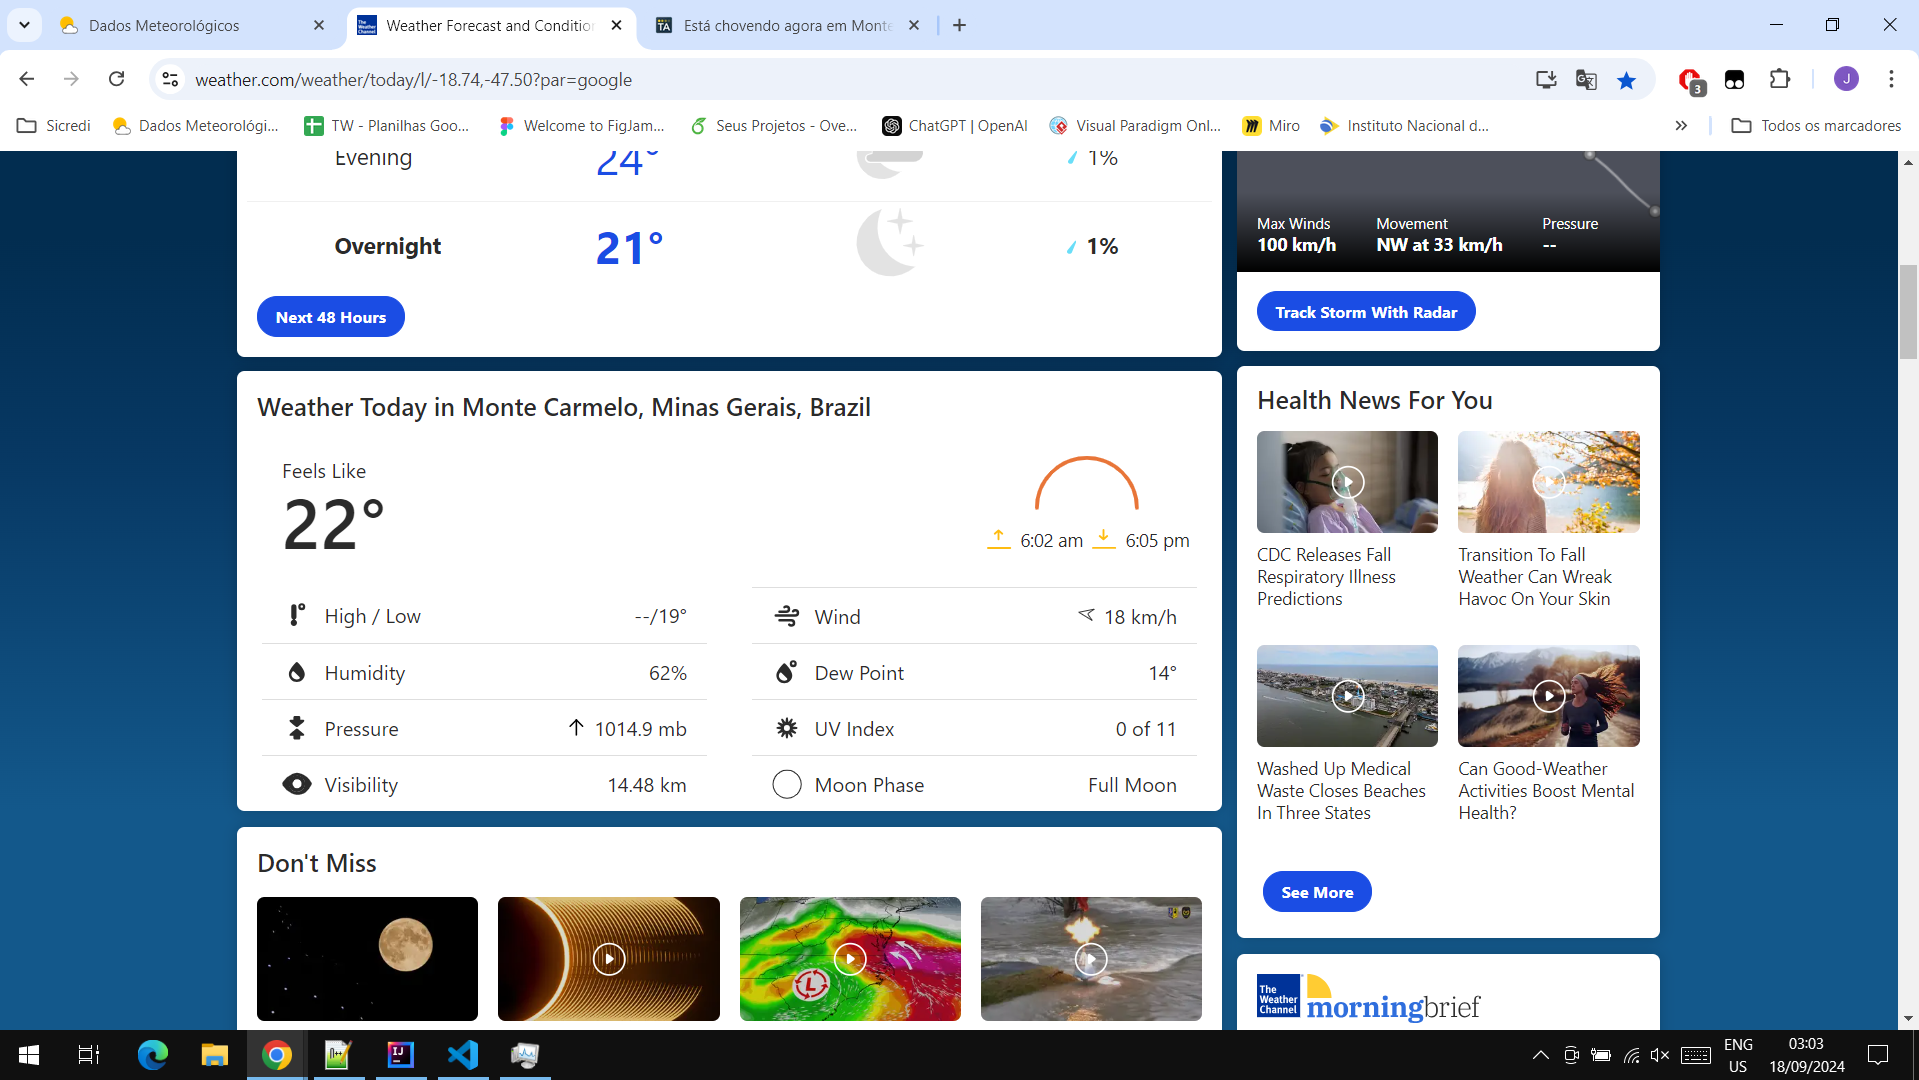 Dados Meteorológicos
Weather Forecast and Condition
Está chovendo agora em Monte
weather.com/weather/today/l/-18.74,-47.50?par=google
3
J
Sicredi
Dados Meteorológi...
TW - Planilhas Goo...
Welcome to FigJam...
Seus Projetos - Ove...
ChatGPT | OpenAI
Visual Paradigm Onl...
Miro
Instituto Nacional d...
Todos os marcadores
Evening 24° 1%
Overnight 21° 1%
Next 48 Hours
Max Winds Movement Pressure
100 km/h NW at 33 km/h --
Track Storm With Radar
Weather Today in Monte Carmelo, Minas Gerais, Brazil
Feels Like
22°
6:02 am 6:05 pm
High / Low --/19°
Wind 18 km/h
Humidity 62%
Dew Point 14°
Pressure 1014.9 mb
UV Index 0 of 11
Visibility 14.48 km
Moon Phase Full Moon
Health News For You
CDC Releases Fall
Respiratory Illness
Predictions
Transition To Fall
Weather Can Wreak
Havoc On Your Skin
Washed Up Medical
Waste Closes Beaches
In Three States
Can Good-Weather
Activities Boost Mental
Health?
See More
Don't Miss
L
The
Weather
Channel
morningbrief
ENG
US
03:03
18/09/2024